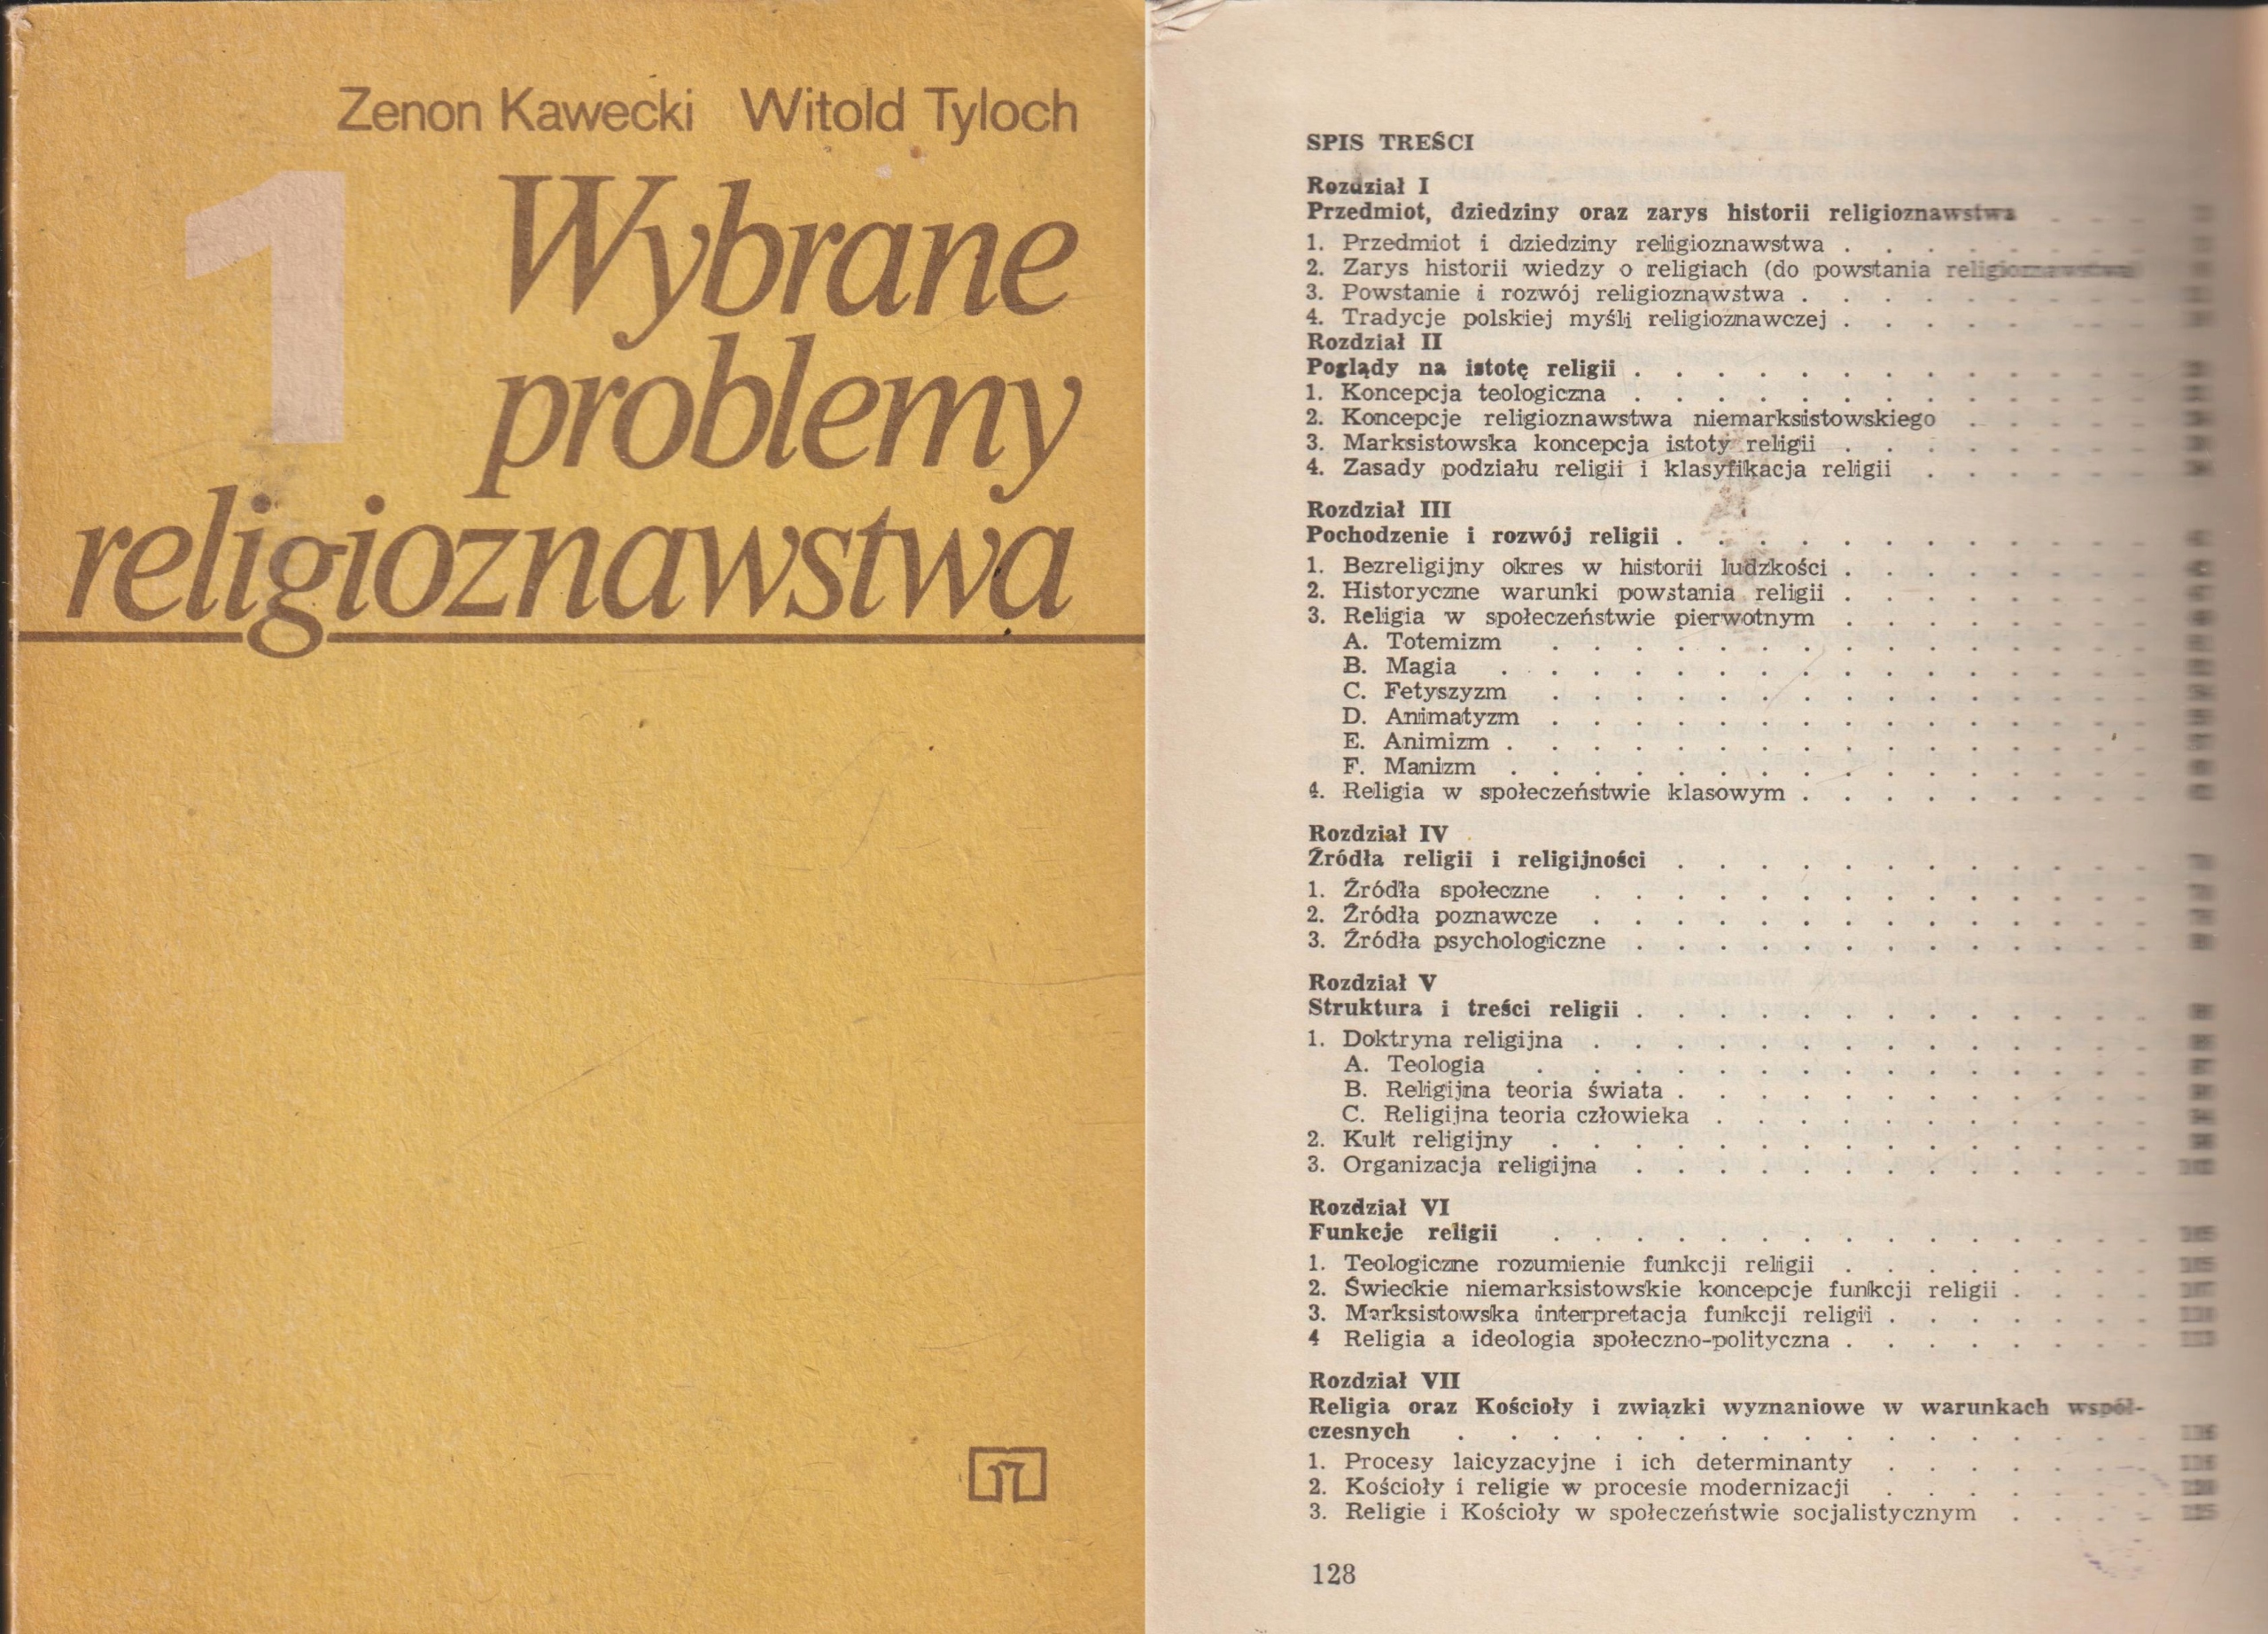 Zenon Kawecki Witold Tyloch
1
Wybrane
problemy
religioznawstwa
SPIS TREŚCI
Rozdział I
Przedmiot, dziedziny oraz zarys historii religioznawstwa
1. Przedmiot i dziedziny religioznawstwa
2. Zarys historii wiedzy o religiach (do powstania
3. Powstanie i rozwój religioznawstwa
4. Tradycje polskiej myśli religioznawczej
Rozdział II
Poglądy na istotę religii
1. Koncepcja teologiczna
2. Koncepcje religioznawstwa niemarksistowskiego
3. Marksistowska koncepcja istoty religii
4. Zasady podziału religii i klasyfikacja religii
Rozdział III
Pochodzenie i rozwój religii
1. Bezreligijny okres w historii ludzkości
2. Historyczne warunki powstania religii
3. Religia w społeczeństwie pierwotnym
A. Totemizm
B. Magia
C. Fetyszyzm
D. Animatyzm
E. Animizm
F. Manizm
4. Religia w społeczeństwie klasowym
Rozdział IV
Źródła religii i religijności
1. Źródła społeczne
2. Źródła poznawcze
3. Źródła psychologiczne
Rozdział V
Struktura i treści religii
1. Doktryna religijna
A. Teologia
B. Religijna teoria świata
C. Religijna teoria człowieka
2. Kult religijny
3. Organizacja religijna
Rozdział VI
Funkcje religii
1. Teologiczne rozumienie funkcji religii
2. Świeckie niemarksistowskie koncepcje funkcji religii
3. Marksistowska interpretacja funkcji religii
4 Religia a ideologia społeczno-polityczna
Rozdział VII
Religia oraz Kościoły i związki wyznaniowe w warunkach współ-
czesnych
1. Procesy laicyzacyjne i ich determinanty
2. Kościoły i religie w procesie modernizacji
3. Religie i Kościoły w społeczeństwie socjalistycznym
128